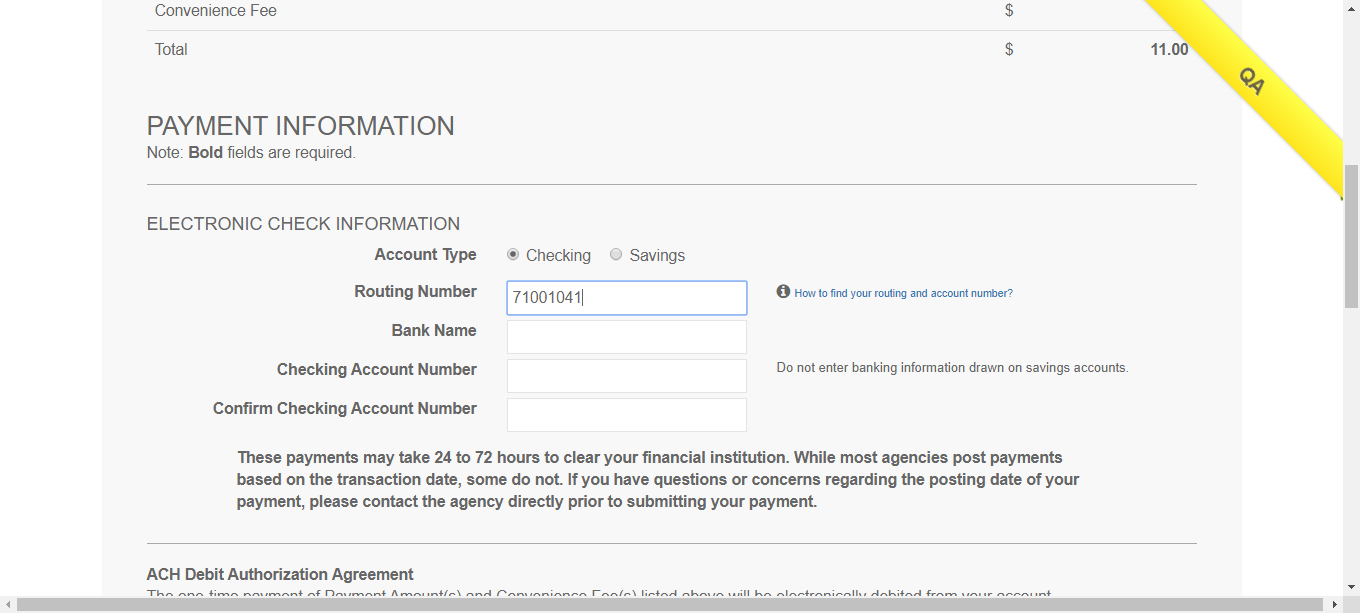 Convenience Fee $
Total $ 11.00
QA
PAYMENT INFORMATION
Note: Bold fields are required.
ELECTRONIC CHECK INFORMATION
Account Type Checking Savings
Routing Number 71001041 How to find your routing and account number?
Bank Name
Checking Account Number Do not enter banking information drawn on savings accounts.
Confirm Checking Account Number
These payments may take 24 to 72 hours to clear your financial institution. While most agencies post payments
based on the transaction date, some do not. If you have questions or concerns regarding the posting date of your
payment, please contact the agency directly prior to submitting your payment.
ACH Debit Authorization Agreement
The one-time payment of Payment Amount(s) and Convenience Fee(s) listed above will be electronically debited from your account